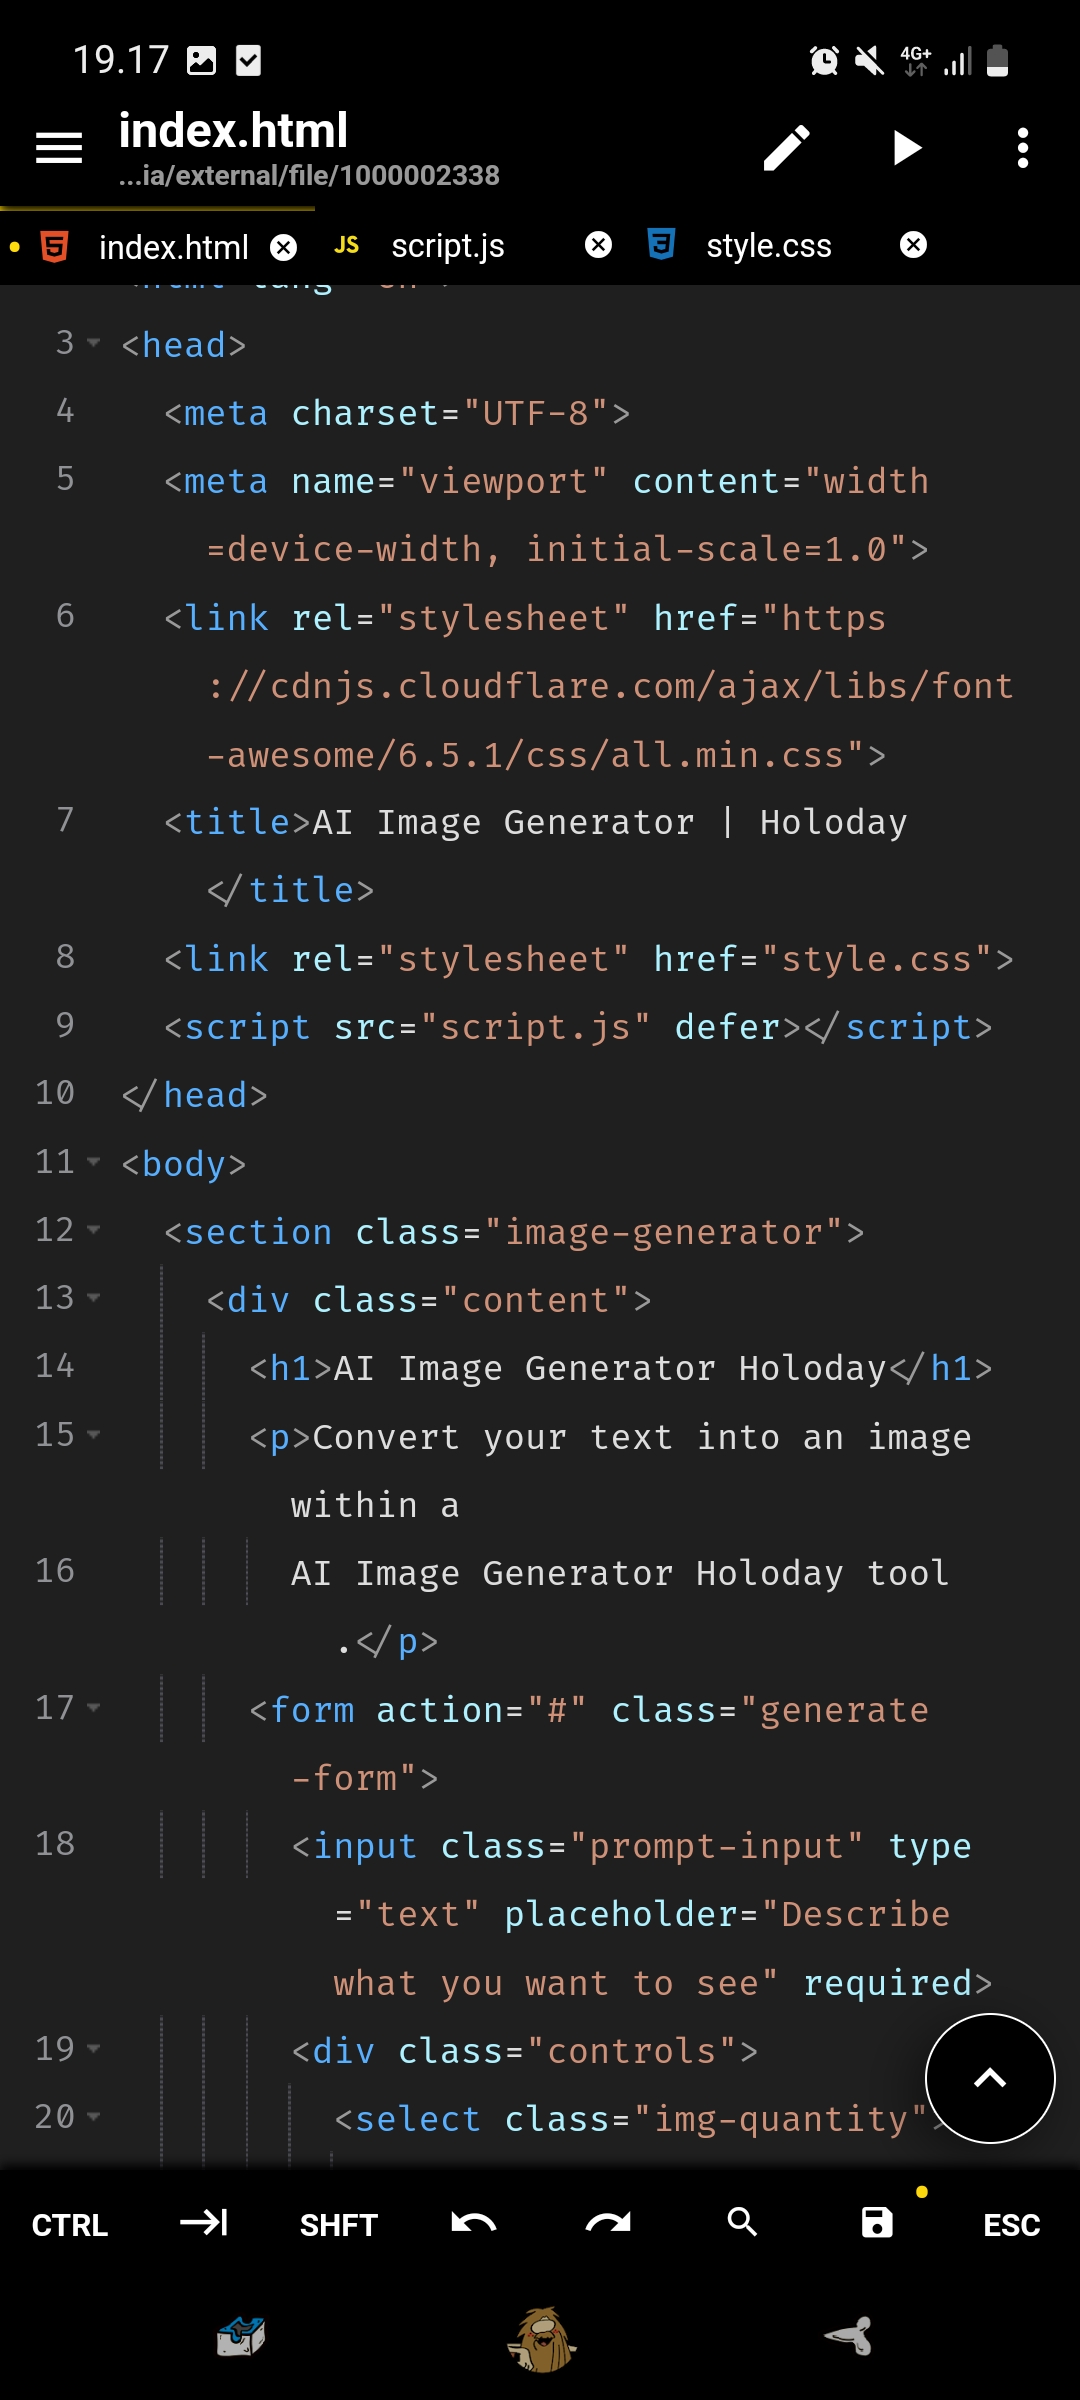 19.17
4G+
index.html
...ia/external/file/1000002338
index.html
JS script.js
style.css
3 <head>
4 <meta charset="UTF-8">
5 <meta name="viewport" content="width
=device-width, initial-scale=1.0">
6 <link rel="stylesheet" href="https
://cdnjs.cloudflare.com/ajax/libs/font
-awesome/6.5.1/css/all.min.css">
7 <title>AI Image Generator | Holoday
</title>
8 <link rel="stylesheet" href="style.css">
9 <script src="script.js" defer></script>
10 </head>
11 <body>
12 <section class="image-generator">
13 <div class="content">
14 <h1>AI Image Generator Holoday</h1>
15 <p>Convert your text into an image
within a
16 AI Image Generator Holoday tool
.</p>
17 <form action="#" class="generate
-form">
18 <input class="prompt-input" type
="text" placeholder="Describe
what you want to see" required>
19 <div class="controls">
20 <select class="img-quantity">
CTRL SHFT ESC